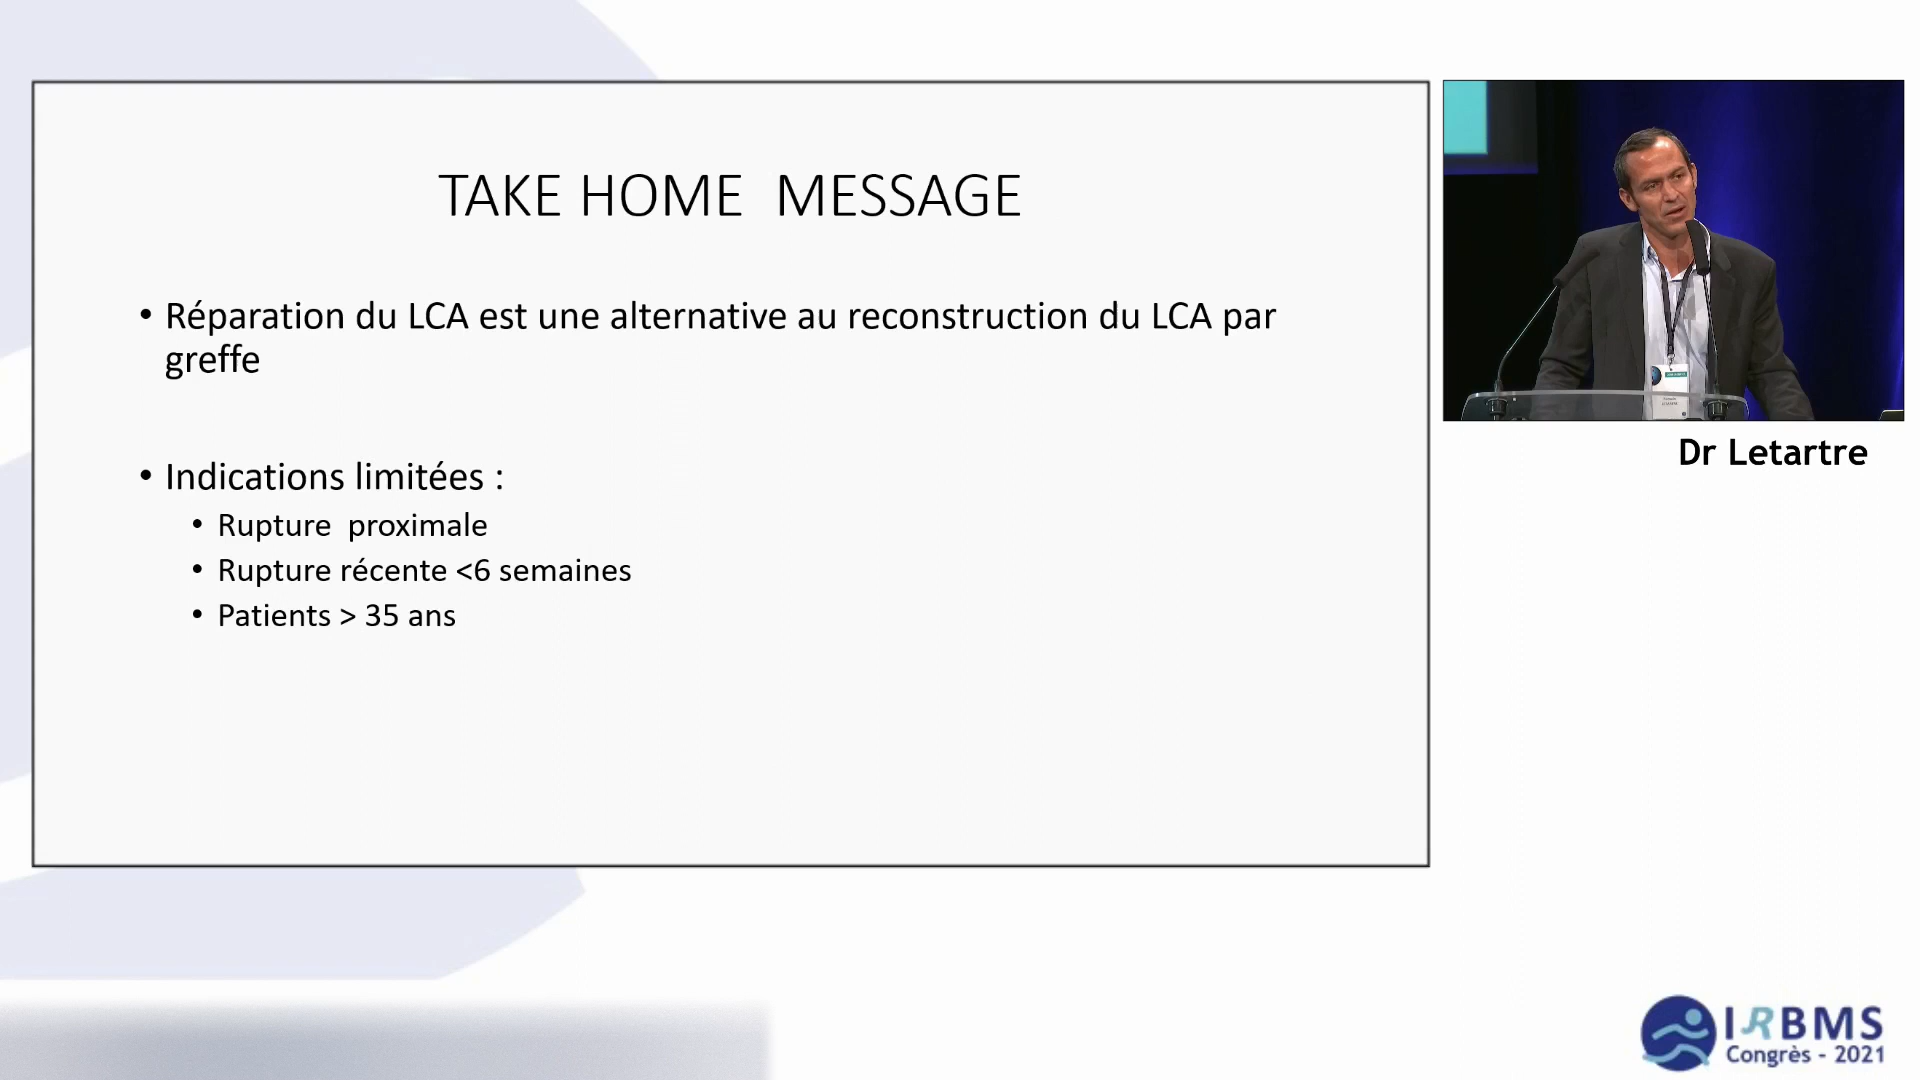 TAKE HOME MESSAGE
• Réparation du LCA est une alternative au reconstruction du LCA par
greffe
• Indications limitées :
• Rupture proximale
• Rupture récente <6 semaines
• Patients > 35 ans
Dr Letartre
IRBMS
Congrès - 2021